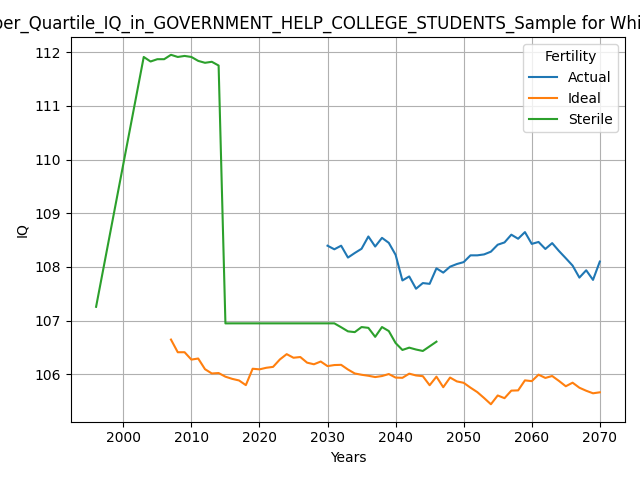 per_Quartile_IQ_in_GOVERNMENT_HELP_COLLEGE_STUDENTS_Sample for Whi
112
111
110
109
108
107
106
IQ
Fertility
Actual
Ideal
Sterile
2000
2010
2020
2030
2040
2050
2060
2070
Years